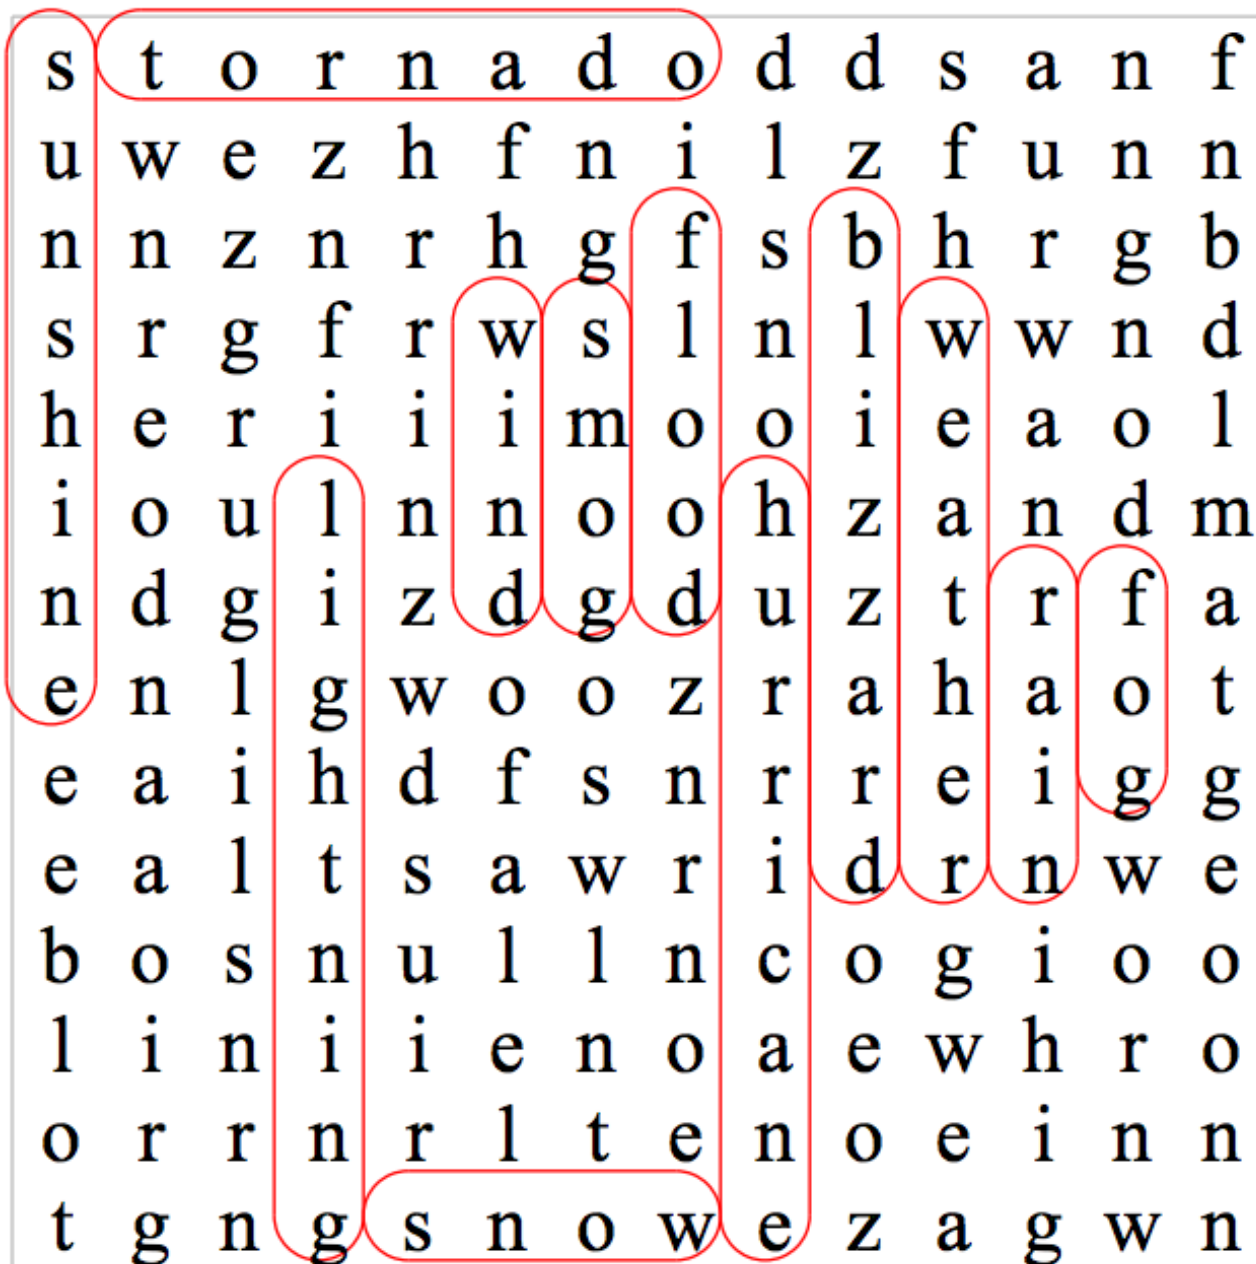 s t o r n a d o d d s a n f
u w e z h f n i l z f u n n
n n z n r h g f s b h r g b
s r g f r w s l n l w w n d
h e r i i i m o o i e a o l
i o u l n n o o h z a n d m
n d g i z d g d u z t r f a
e n l g w o o z r a h a o t
e a i h d f s n r r e i g g
e a l t s a w r i d r n w e
b o s n u l l n c o g i o o
l i n i i e n o a e w h r o
o r r n r l t e n o e i n n
t g n g s n o w e z a g w n